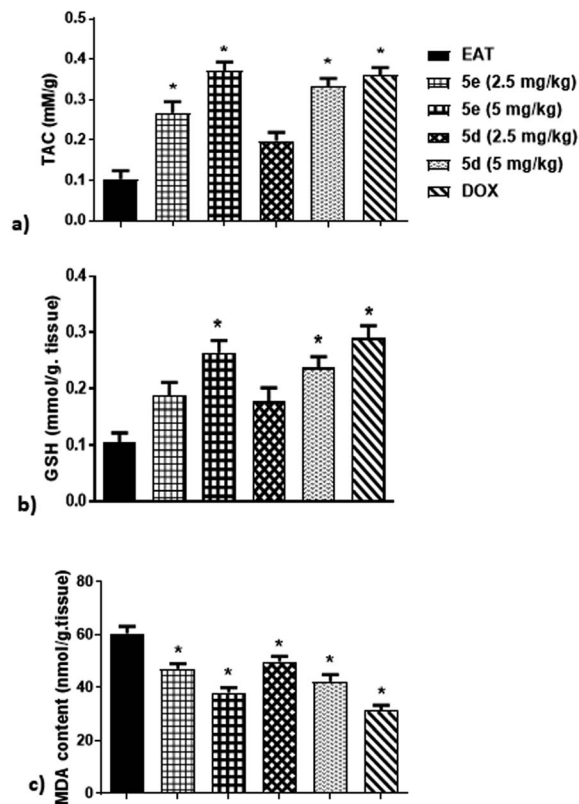 0.5
0.4
0.3
0.2
0.1
0.0
TAC (mM/g)
* * * *
EAT
5e (2.5 mg/kg)
5e (5 mg/kg)
5d (2.5 mg/kg)
5d (5 mg/kg)
DOX
a)
0.4
0.3
0.2
0.1
0.0
GSH (mmol/g. tissue)
* * *
b)
80
60
40
20
0
MDA content (nmol/g.tissue)
* * * * *
c)